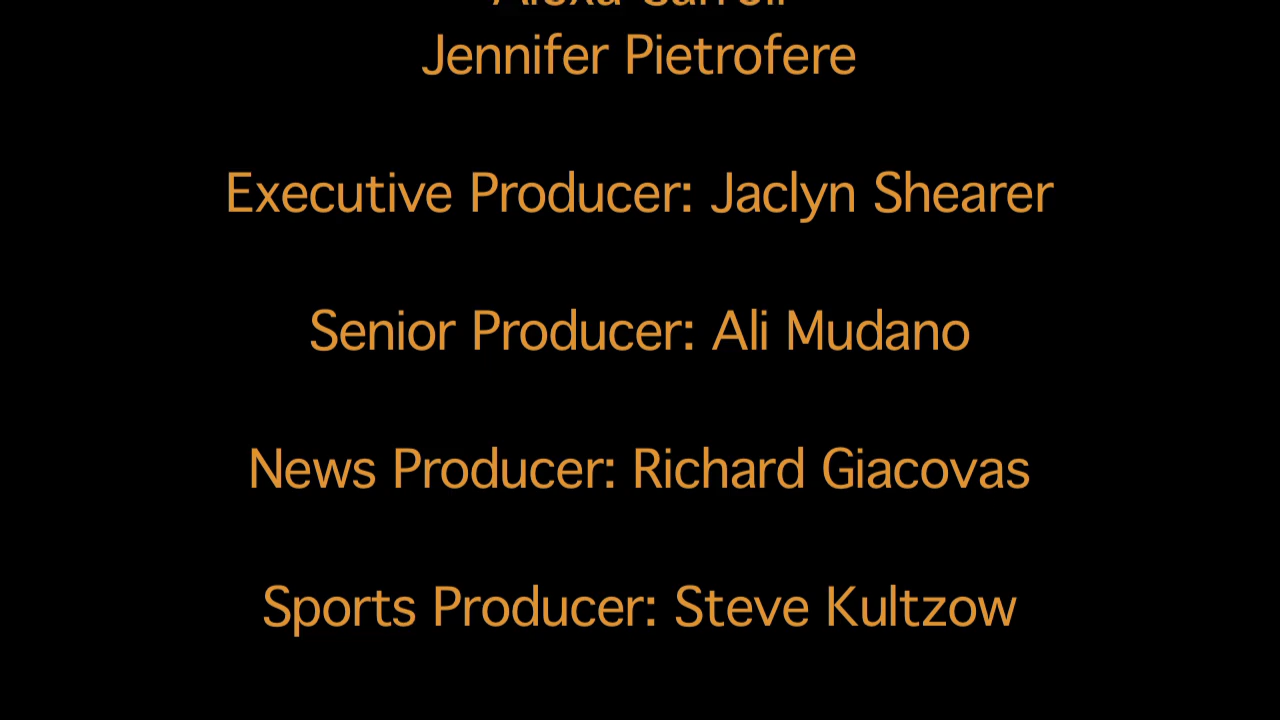 Jennifer Pietrofere
Executive Producer: Jaclyn Shearer
Senior Producer: Ali Mudano
News Producer: Richard Giacovas
Sports Producer: Steve Kultzow